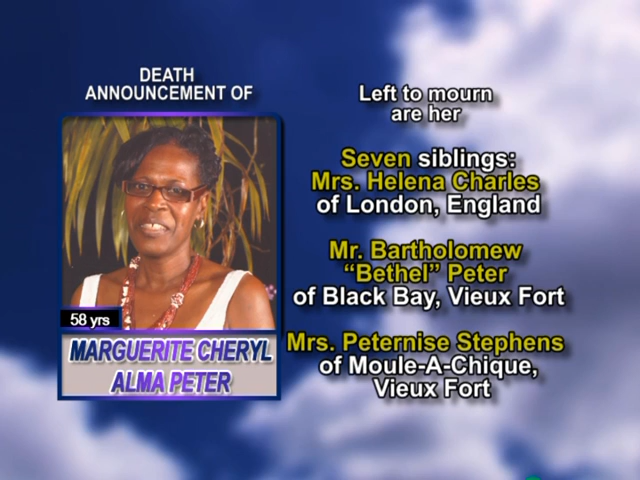 DEATH
ANNOUNCEMENT OF
58 yrs
MARGUERITE CHERYL
ALMA PETER
Left to mourn
are her
Seven siblings:
Mrs. Helena Charles
of London, England
Mr. Bartholomew
“Bethel” Peter
of Black Bay, Vieux Fort
Mrs. Peternise Stephens
of Moule-A-Chique,
Vieux Fort